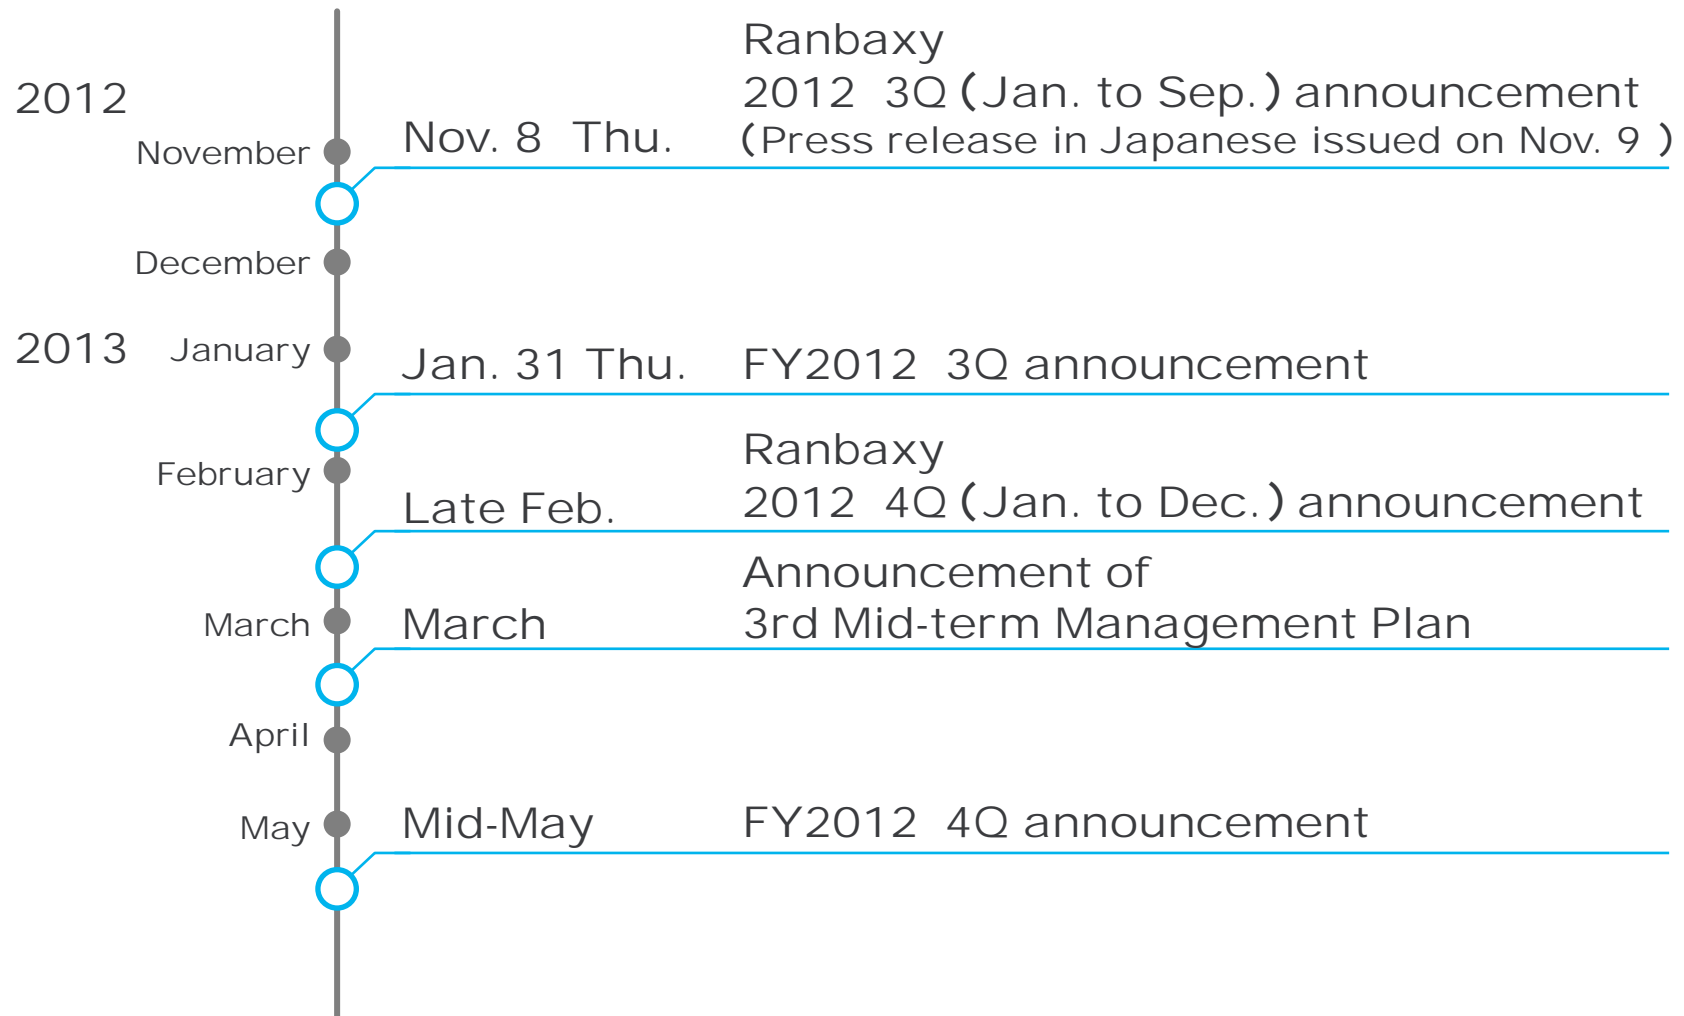 2012
November
Nov. 8 Thu.
Ranbaxy
2012 3Q (Jan. to Sep.) announcement
(Press release in Japanese issued on Nov. 9 )
December
2013
January
Jan. 31 Thu.
FY2012 3Q announcement
February
Late Feb.
Ranbaxy
2012 4Q (Jan. to Dec.) announcement
March
March
Announcement of
3rd Mid-term Management Plan
April
May
Mid-May
FY2012 4Q announcement